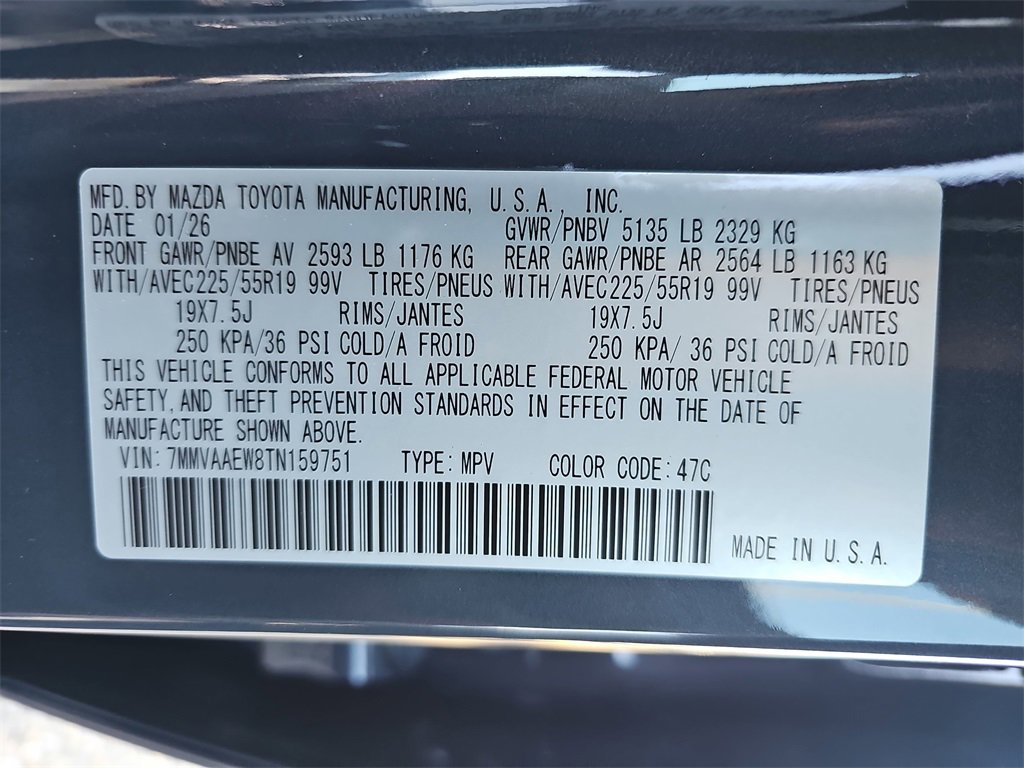 MFD. BY MAZDA TOYOTA MANUFACTURING, U.S.A., INC.
DATE 01/26 GVWR/PNBV 5135 LB 2329 KG
FRONT GAWR/PNBE AV 2593 LB 1176 KG REAR GAWR/PNBE AR 2564 LB 1163 KG
WITH/AVEC225/55R19 99V TIRES/PNEUS WITH/AVEC225/55R19 99V TIRES/PNEUS
19X7.5J RIMS/JANTES 19X7.5J RIMS/JANTES
250 KPA/36 PSI COLD/A FROID 250 KPA/ 36 PSI COLD/A FROID
THIS VEHICLE CONFORMS TO ALL APPLICABLE FEDERAL MOTOR VEHICLE
SAFETY, AND THEFT PREVENTION STANDARDS IN EFFECT ON THE DATE OF
MANUFACTURE SHOWN ABOVE.
VIN: 7MMVAAEW8TN159751 TYPE: MPV COLOR CODE: 47C
MADE IN U.S.A.